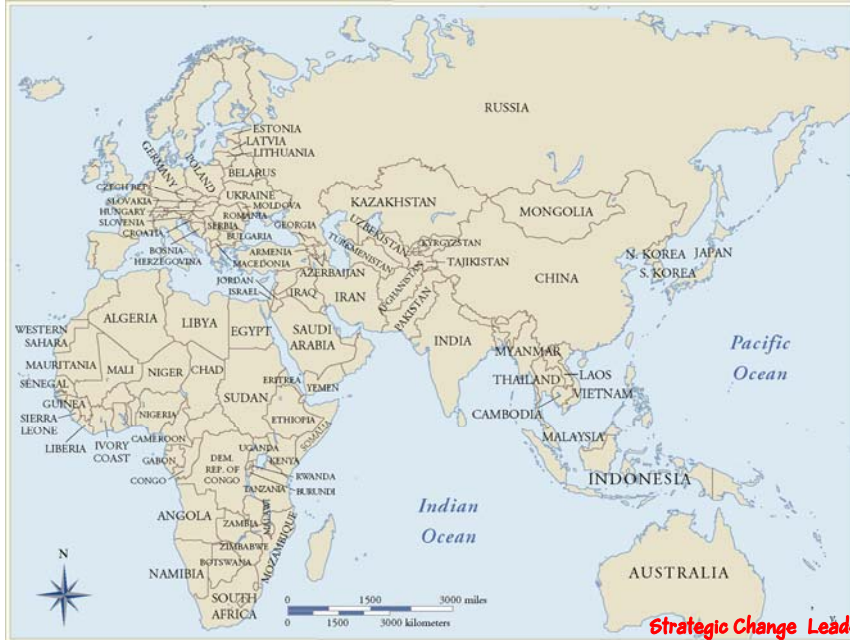 RUSSIA
ESTONIA
LATVIA
LITHUANIA
GERMANY
POLAND
BELARUS
CZECH REP.
UKRAINE
SLOVAKIA
MOLDOVA
HUNGARY
ROMANIA
SLOVENIA
SERBIA
GEORGIA
CROATIA
BULGARIA
KAZAKHSTAN
MONGOLIA
UZBEKISTAN
KYRGYZSTAN
BOSNIA
HERZEGOVINA
ARMENIA
MACEDONIA
TURKMENISTAN
TAJIKISTAN
N. KOREA
JAPAN
S. KOREA
AZERBAIJAN
JORDAN
ISRAEL
IRAQ
IRAN
AFGHANISTAN
PAKISTAN
CHINA
ALGERIA
LIBYA
EGYPT
SAUDI
ARABIA
INDIA
WESTERN
SAHARA
MAURITANIA
MALI
NIGER
CHAD
MYANMAR
Pacific
Ocean
SENEGAL
ERITREA
YEMEN
SUDAN
THAILAND
LAOS
VIETNAM
GUINEA
NIGERIA
ETHIOPIA
CAMBODIA
SIERRA
LEONE
SOMALIA
LIBERIA
IVORY
COAST
CAMEROON
UGANDA
MALAYSIA
GABON
DEM.
REP. OF
CONGO
KENYA
CONGO
RWANDA
TANZANIA
BURUNDI
INDONESIA
Indian
Ocean
ANGOLA
ZAMBIA
MOZAMBIQUE
ZIMBABWE
BOTSWANA
NAMIBIA
SOUTH
AFRICA
AUSTRALIA
N
0 1500 3000 miles
0 1500 3000 kilometers
Strategic Change Lead